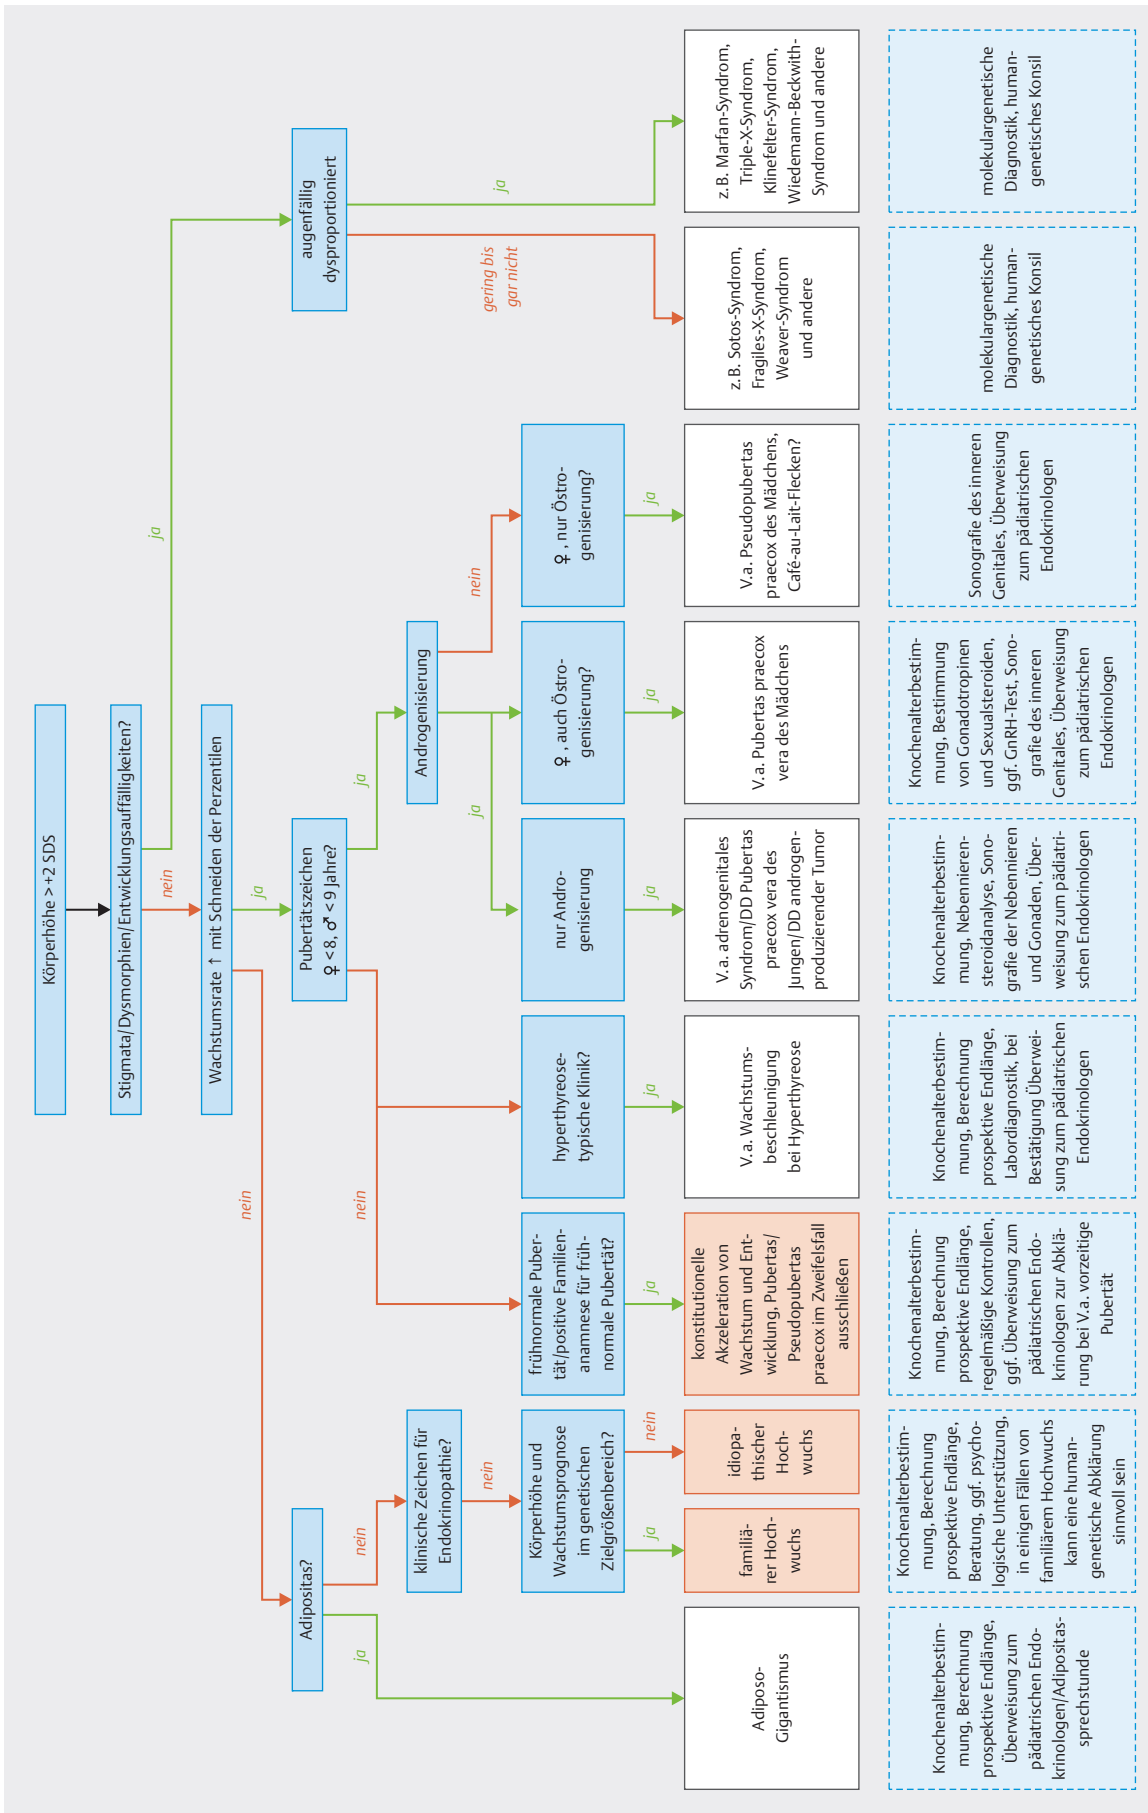 Körperhöhe > +2 SDS
Stigmata/Dysmorphien/Entwicklungsauffälligkeiten?
nein
ja
Wachstumsrate ↑ mit Schneiden der Perzentilen
nein
ja
Adipositas?
Pubertätszeichen
♀ < 8, ♂ < 9 Jahre?
augenfällig
dysproportioniert
ja
nein
nein
ja
gering bis
gar nicht
ja
klinische Zeichen für
Endokrinopathie?
Androgenisierung
nein
ja
nein
Körperhöhe und
Wachstumsprognose
im genetischen
Zielgrößenbereich?
frühnormale Puber-
tät/positive Familien-
anamnese für früh-
normale Pubertät?
hyperthyreose-
typische Klinik?
nur Andro-
genisierung
♀, auch Östro-
genisierung?
♀, nur Östro-
genisierung?
ja
nein
ja
ja
ja
ja
ja
Adiposo-
Gigantismus
familiä-
rer Hoch-
wuchs
idiopa-
thischer
Hoch-
wuchs
konstitutionelle
Akzeleration von
Wachstum und Ent-
wicklung, Pubertas/
Pseudopubertas
praecox im Zweifelsfall
ausschließen
V. a. Wachstums-
beschleunigung
bei Hyperthyreose
V. a. adrenogenitales
Syndrom/DD Pubertas
praecox vera des
Jungen/DD androgen-
produzierender Tumor
V. a. Pubertas praecox
vera des Mädchens
V. a. Pseudopubertas
praecox des Mädchens,
Café-au-Lait-Flecken?
z. B. Sotos-Syndrom,
Fragiles-X-Syndrom,
Weaver-Syndrom
und andere
z. B. Marfan-Syndrom,
Triple-X-Syndrom,
Klinefelter-Syndrom,
Wiedemann-Beckwith-
Syndrom und andere
Knochenalterbestim-
mung, Berechnung
prospektive Endlänge,
Überweisung zum
pädiatrischen Endo-
krinologen/Adipositas-
sprechstunde
Knochenalterbestim-
mung, Berechnung
prospektive Endlänge,
Beratung, ggf. psycho-
logische Unterstützung,
in einigen Fällen von
familiärem Hochwuchs
kann eine human-
genetische Abklärung
sinnvoll sein
Knochenalterbestim-
mung, Berechnung
prospektive Endlänge,
regelmäßige Kontrollen,
ggf. Überweisung zum
pädiatrischen Endo-
krinologen zur Abklä-
rung bei V. a. vorzeitige
Pubertät
Knochenalterbestim-
mung, Berechnung
prospektive Endlänge,
Labordiagnostik, bei
Bestätigung Überwei-
sung zum pädiatrischen
Endokrinologen
Knochenalterbestim-
mung, Nebennieren-
steroidanalyse, Sono-
grafie der Nebennieren
und Gonaden, Über-
weisung zum pädiatri-
schen Endokrinologen
Knochenalterbestim-
mung, Bestimmung
von Gonadotropinen
und Sexualsteroiden,
ggf. GnRH-Test, Sono-
grafie des inneren
Genitales, Überweisung
zum pädiatrischen
Endokrinologen
Sonografie des inneren
Genitales, Überweisung
zum pädiatrischen
Endokrinologen
molekulargenetische
Diagnostik, human-
genetisches Konsil
molekulargenetische
Diagnostik, human-
genetisches Konsil